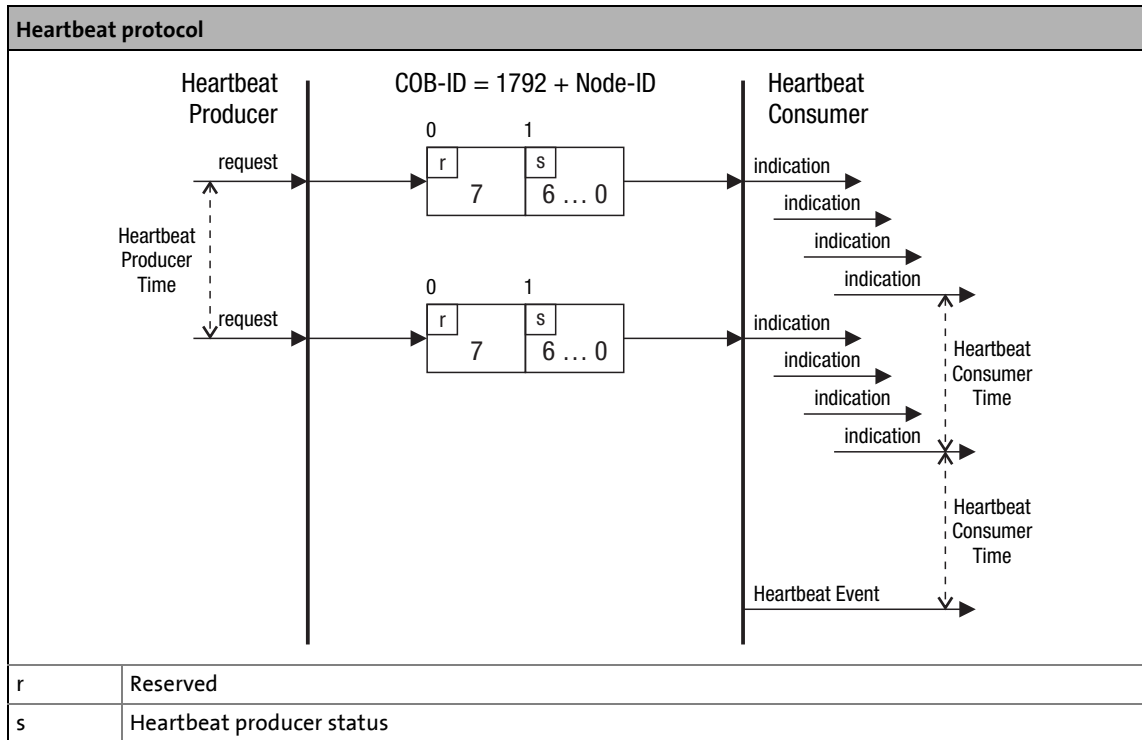 Heartbeat protocol
Heartbeat
Producer
COB-ID = 1792 + Node-ID
Heartbeat
Consumer
0 1
request
r
s
7
6 … 0
indication
indication
indication
indication
Heartbeat
Producer
Time
0 1
request
r
s
7
6 … 0
indication
indication
indication
indication
Heartbeat
Consumer
Time
Heartbeat
Consumer
Time
Heartbeat Event
r Reserved
s Heartbeat producer status